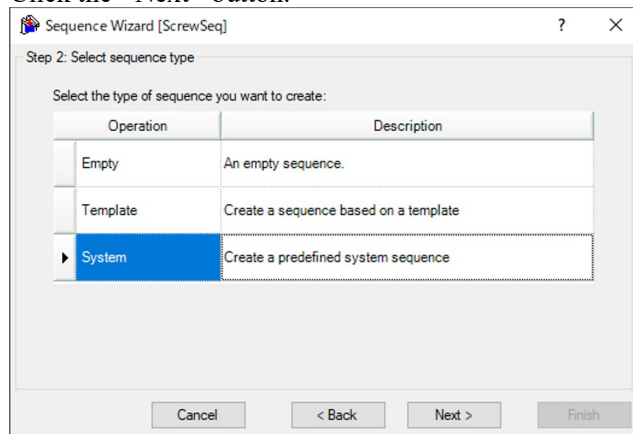 Click the "Next" button.
Sequence Wizard [ScrewSeq]
Step 2: Select sequence type
Select the type of sequence you want to create:
Operation Description
Empty An empty sequence.
Template Create a sequence based on a template
System Create a predefined system sequence
Cancel < Back Next > Finish